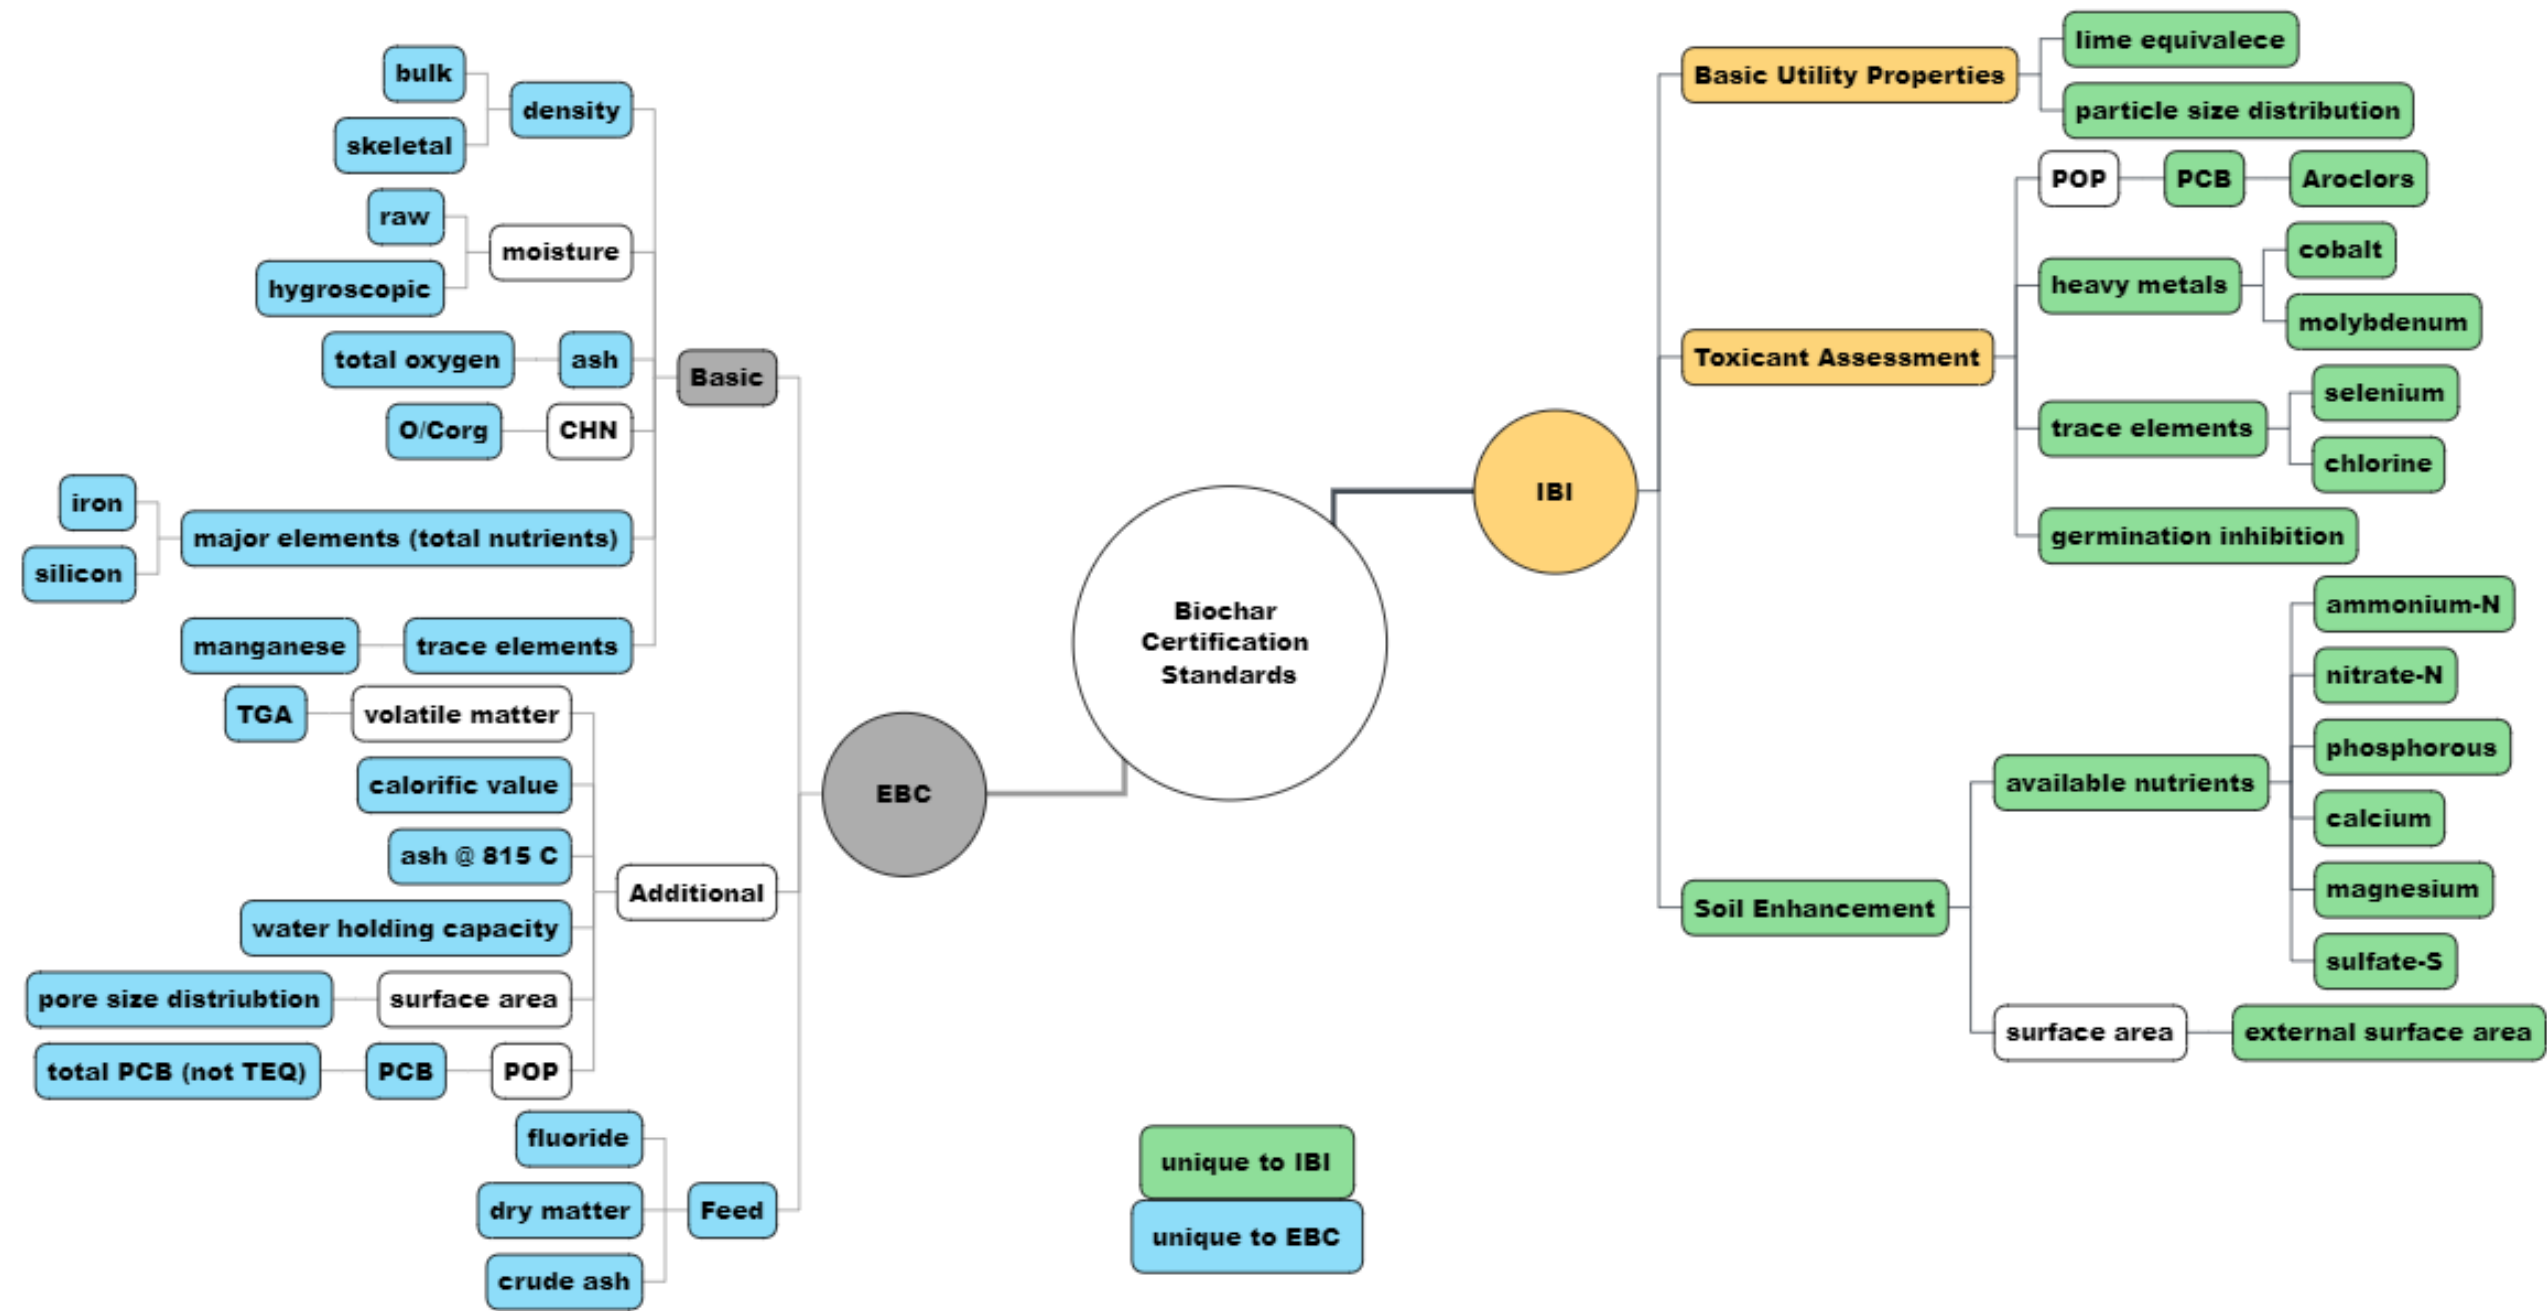 bulk
density
skeletal
raw
moisture
hygroscopic
total oxygen
ash
O/Corg
CHN
Basic
iron
major elements (total nutrients)
silicon
manganese
trace elements
TGA
volatile matter
calorific value
ash @ 815 C
water holding capacity
Additional
pore size distriubtion
surface area
total PCB (not TEQ)
PCB
POP
fluoride
dry matter
Feed
crude ash
EBC
Biochar
Certification
Standards
IBI
Basic Utility Properties
lime equivalece
particle size distribution
Toxicant Assessment
POP
PCB
Aroclors
heavy metals
cobalt
molybdenum
trace elements
selenium
chlorine
germination inhibition
Soil Enhancement
available nutrients
ammonium-N
nitrate-N
phosphorous
calcium
magnesium
sulfate-S
surface area
external surface area
unique to IBI
unique to EBC